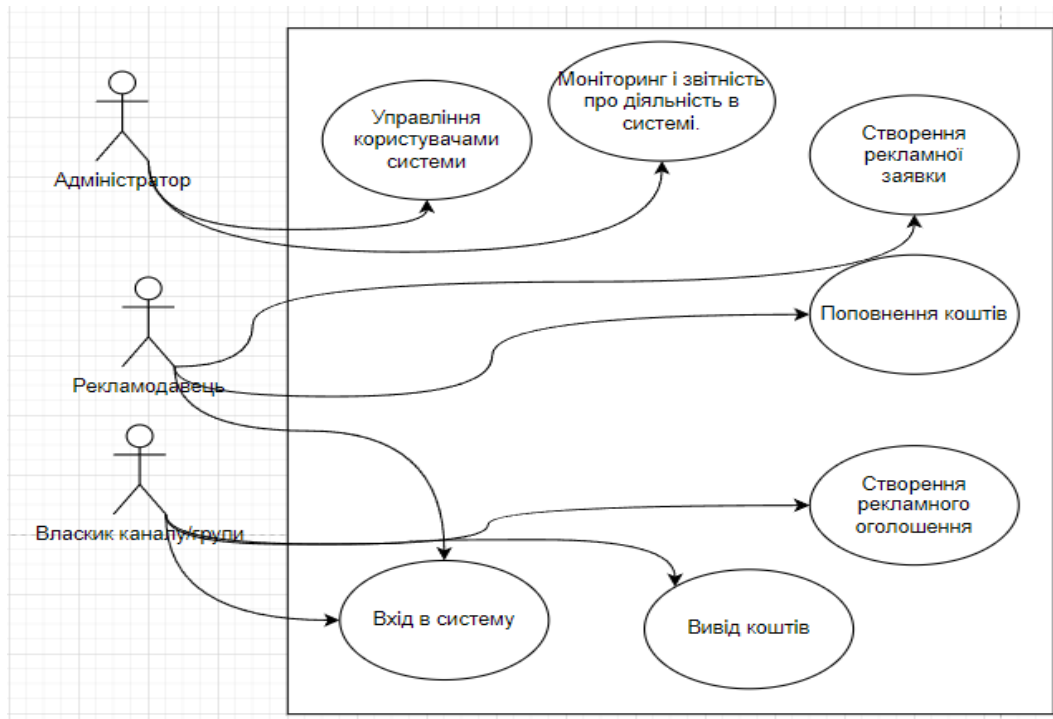 Моніторинг і звітність
про діяльність в
системі.
Управління
користувачами
системи
Створення
рекламної
заявки
Адміністратор
Поповнення коштів
Рекламодавець
Створення
рекламного
оголошення
Власкик каналу/групи
Вхід в систему
Вивід коштів